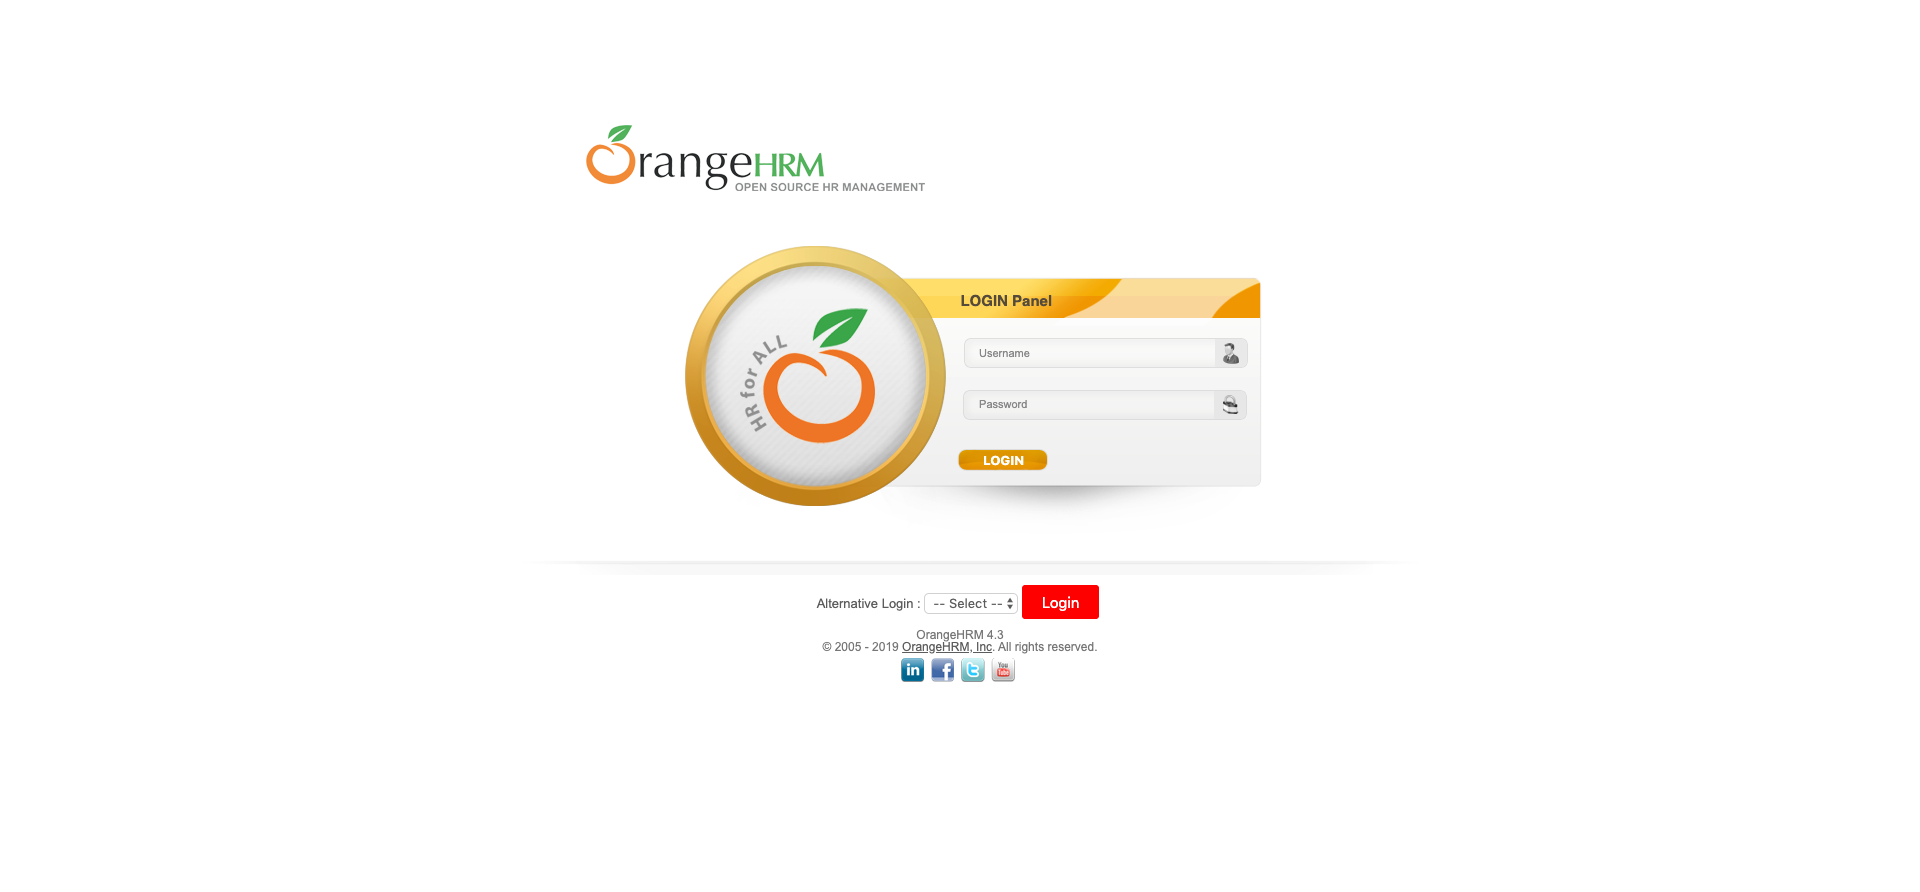 OrangeHRM
OPEN SOURCE HR MANAGEMENT
HR for ALL
LOGIN Panel
Username
Password
LOGIN
Alternative Login : -- Select -- Login
OrangeHRM 4.3
© 2005 - 2019 OrangeHRM, Inc. All rights reserved.
in f t You Tube